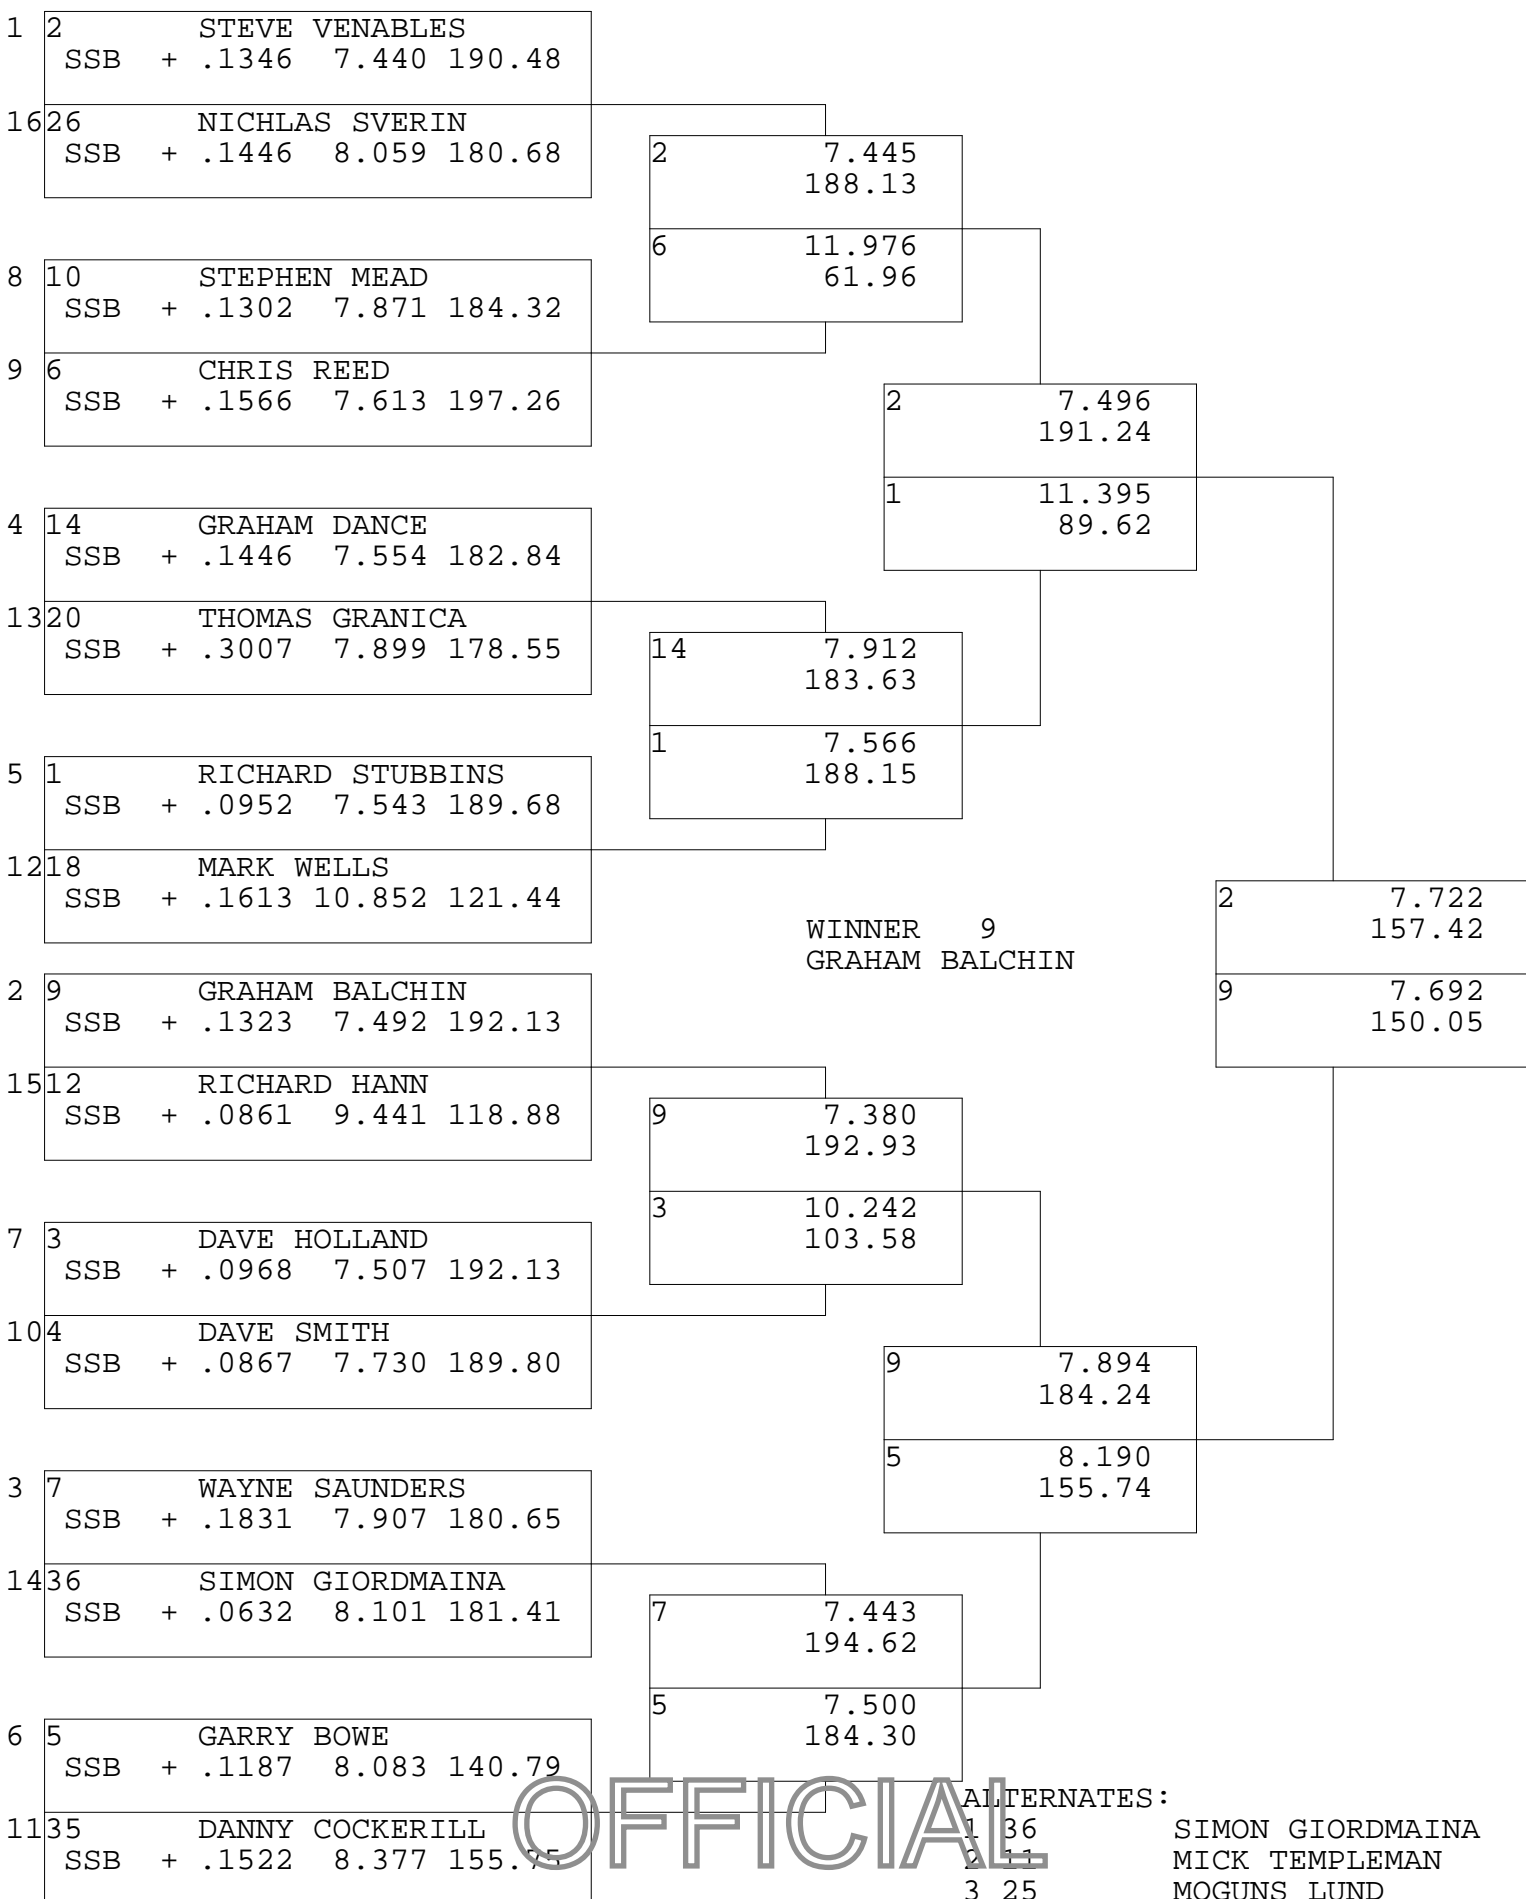 1 2 STEVE VENABLES
SSB + .1346 7.440 190.48
16 26 NICHLAS SVERIN
SSB + .1446 8.059 180.68
2 7.445
188.13
6 11.976
61.96
8 10 STEPHEN MEAD
SSB + .1302 7.871 184.32
9 6 CHRIS REED
SSB + .1566 7.613 197.26
2 7.496
191.24
1 11.395
89.62
4 14 GRAHAM DANCE
SSB + .1446 7.554 182.84
13 20 THOMAS GRANICA
SSB + .3007 7.899 178.55
14 7.912
183.63
1 7.566
188.15
5 1 RICHARD STUBBINS
SSB + .0952 7.543 189.68
12 18 MARK WELLS
SSB + .1613 10.852 121.44
WINNER 9
GRAHAM BALCHIN
2 7.722
157.42
9 7.692
150.05
2 9 GRAHAM BALCHIN
SSB + .1323 7.492 192.13
15 12 RICHARD HANN
SSB + .0861 9.441 118.88
9 7.380
192.93
3 10.242
103.58
7 3 DAVE HOLLAND
SSB + .0968 7.507 192.13
10 4 DAVE SMITH
SSB + .0867 7.730 189.80
9 7.894
184.24
5 8.190
155.74
3 7 WAYNE SAUNDERS
SSB + .1831 7.907 180.65
14 36 SIMON GIORDMAINA
SSB + .0632 8.101 181.41
7 7.443
194.62
5 7.500
184.30
6 5 GARRY BOWE
SSB + .1187 8.083 140.79
11 35 DANNY COCKERILL
SSB + .1522 8.377 155.75
OFFICIAL
ALTERNATES:
1 36 SIMON GIORDMAINA
2 11 MICK TEMPLEMAN
3 25 MOGUNS LUND